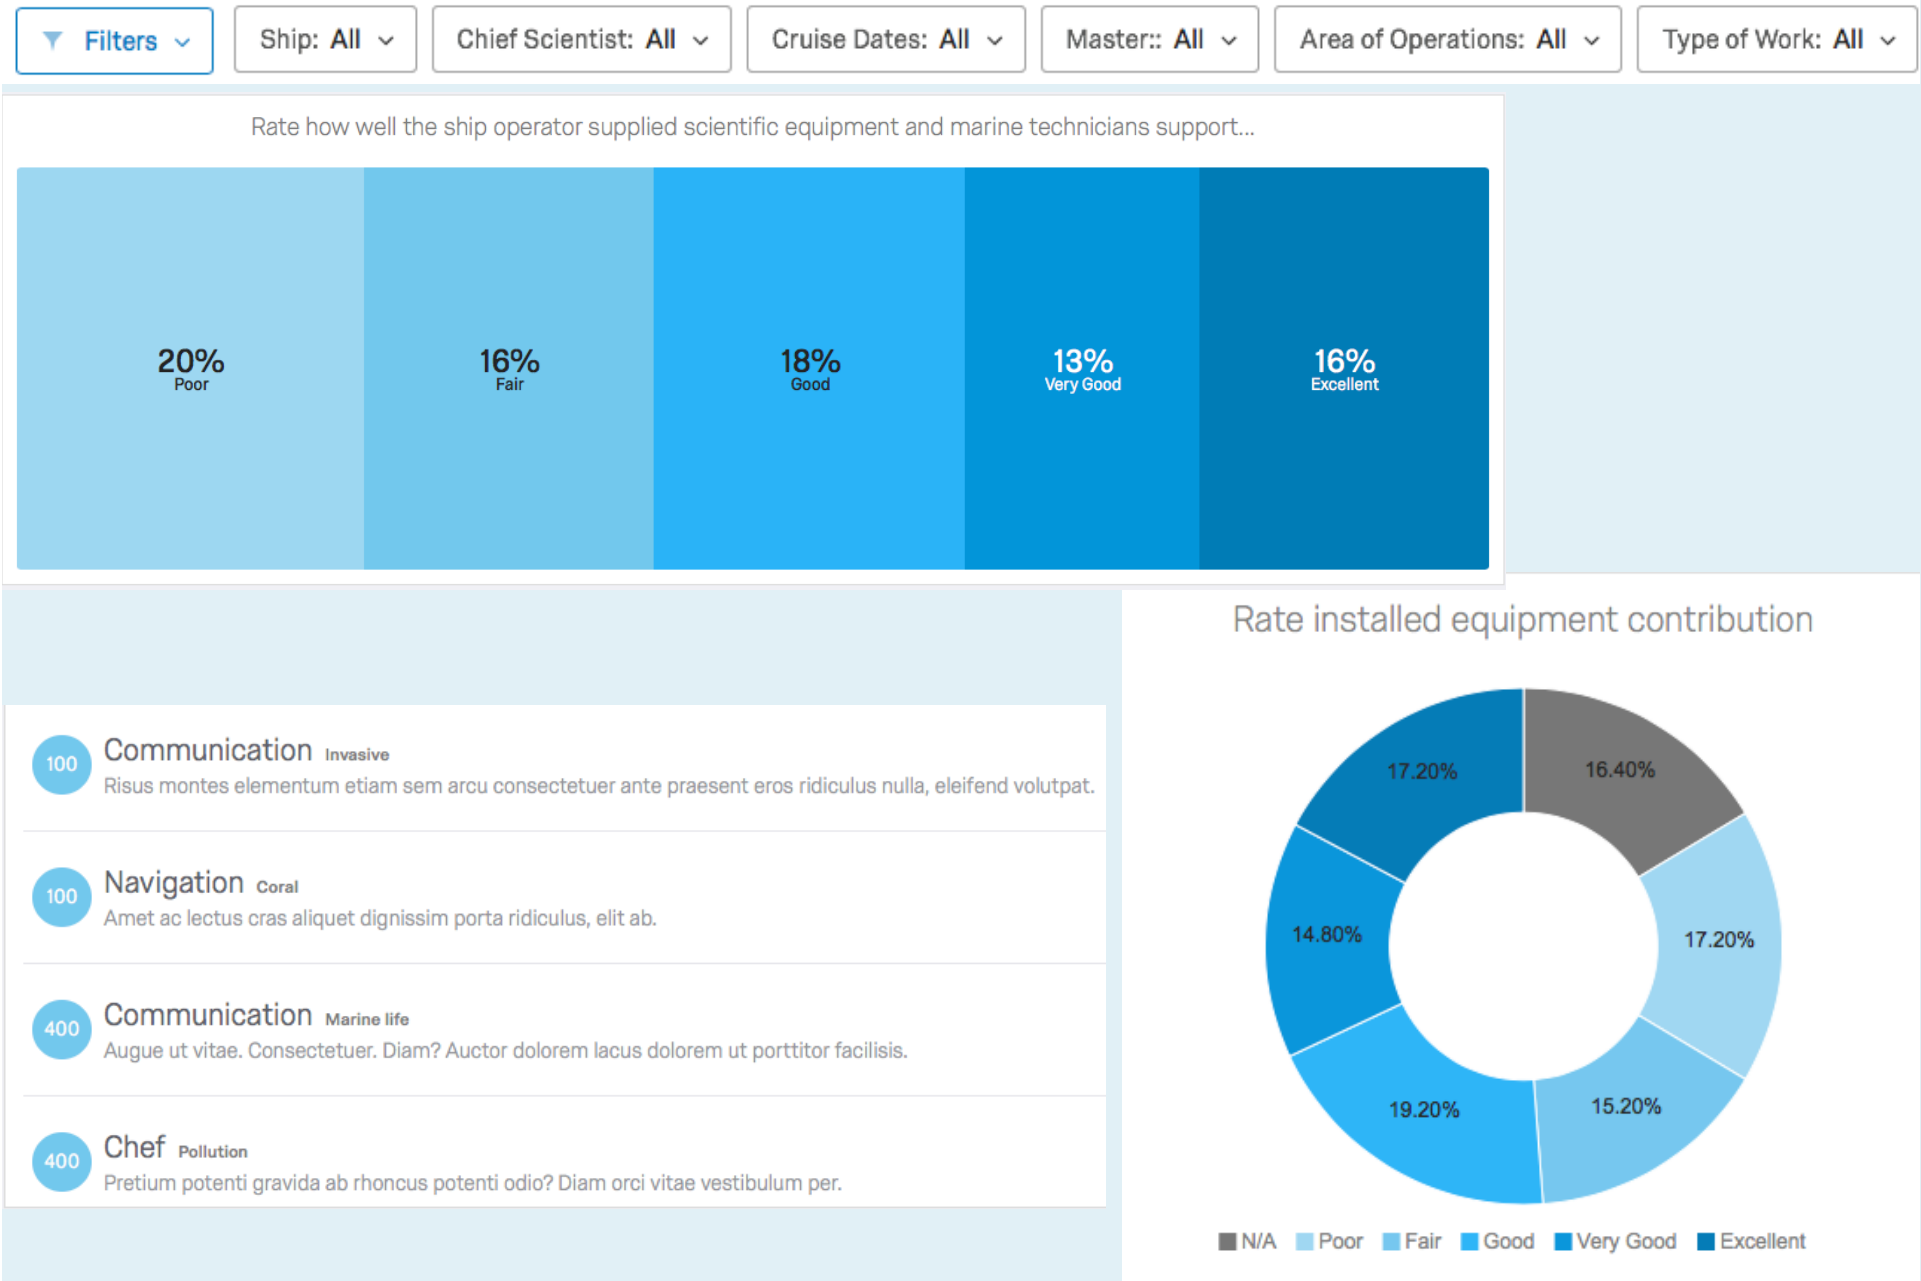 Filters
Ship: All
Chief Scientist: All
Cruise Dates: All
Master:: All
Area of Operations: All
Type of Work: All
Rate how well the ship operator supplied scientific equipment and marine technicians support...
20%
Poor
16%
Fair
18%
Good
13%
Very Good
16%
Excellent
100
Communication Invasive
Risus montes elementum etiam sem arcu consectetuer ante praesent eros ridiculus nulla, eleifend volutpat.
100
Navigation Coral
Amet ac lectus cras aliquet dignissim porta ridiculus, elit ab.
400
Communication Marine life
Augue ut vitae. Consectetuer. Diam? Auctor dolorem lacus dolorem ut porttitor facilisis.
400
Chef Pollution
Pretium potenti gravida ab rhoncus potenti odio? Diam orci vitae vestibulum per.
Rate installed equipment contribution
17.20%
16.40%
14.80%
17.20%
19.20%
15.20%
N/A Poor Fair Good Very Good Excellent